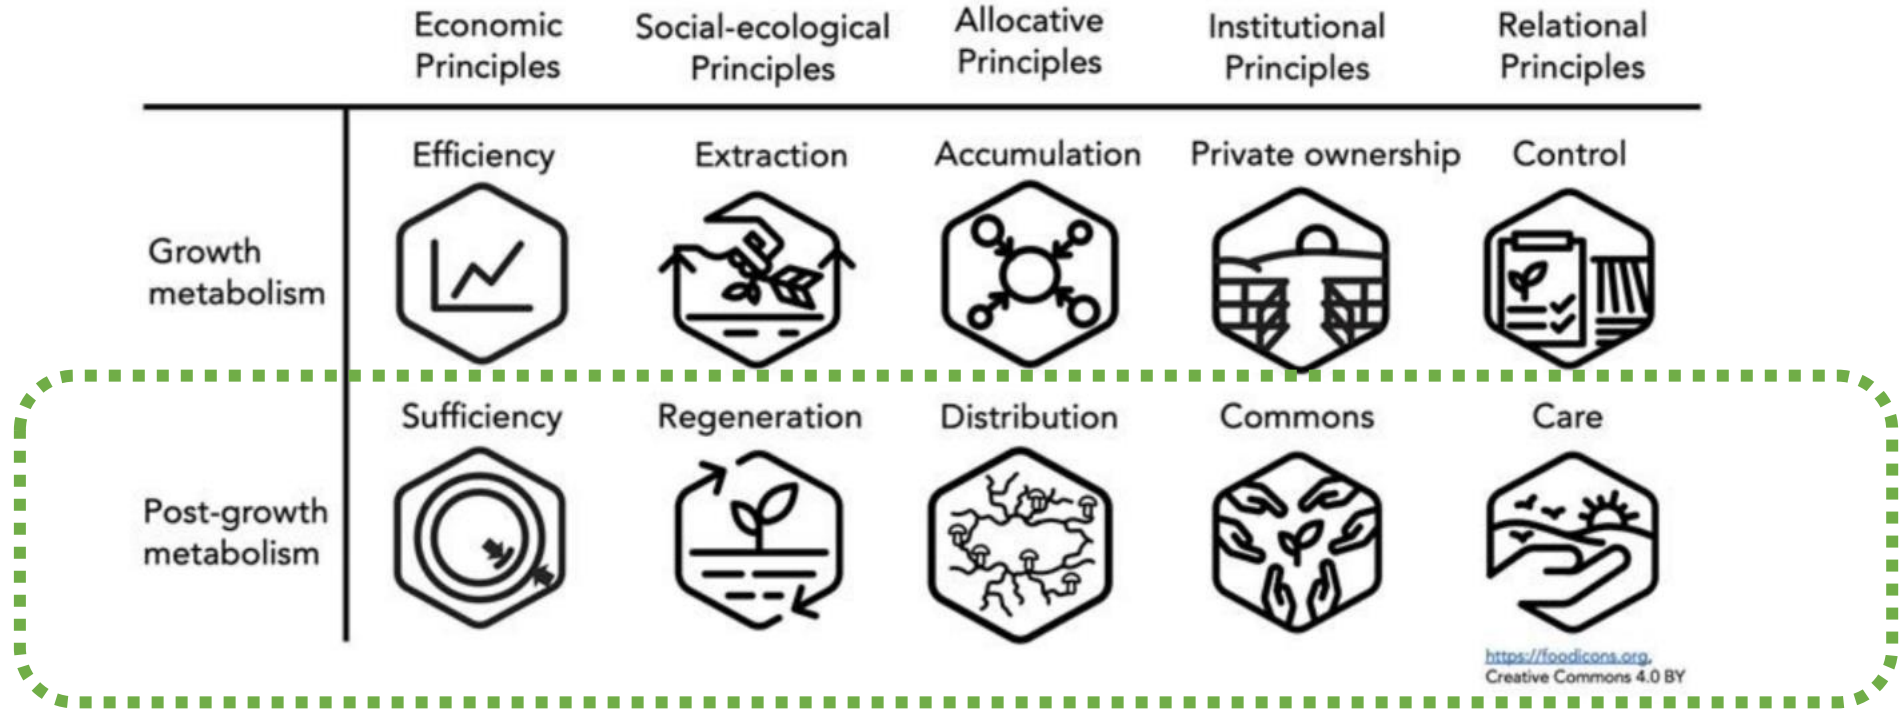 Economic
Principles
Social-ecological
Principles
Allocative
Principles
Institutional
Principles
Relational
Principles
Growth
metabolism
Efficiency
Extraction
Accumulation
Private ownership
Control
Post-growth
metabolism
Sufficiency
Regeneration
Distribution
Commons
Care
https://foodicons.org,
Creative Commons 4.0 BY